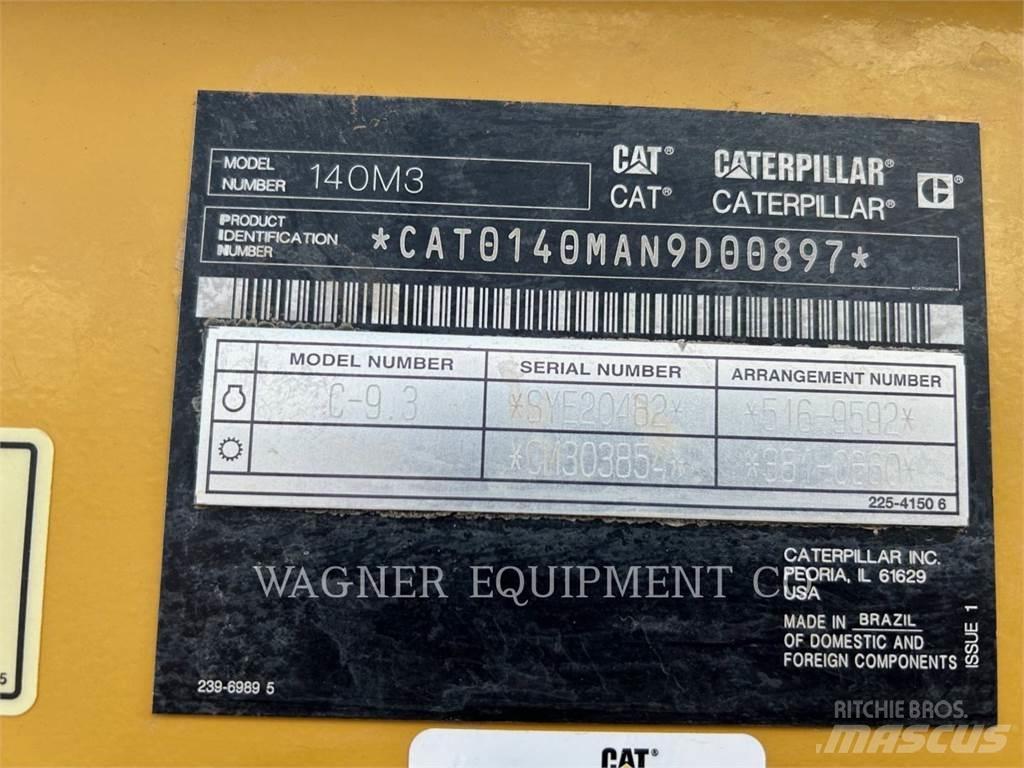 MODEL NUMBER 140M3
CAT® CATERPILLAR®
CAT® CATERPILLAR®
PRODUCT IDENTIFICATION NUMBER *CAT0140MAN9D00897*
MODEL NUMBER SERIAL NUMBER ARRANGEMENT NUMBER
C-9.3 *SYE20482* *516-9592*
225-4150 6
WAGNER EQUIPMENT
CATERPILLAR INC.
PEORIA, IL 61629
USA
MADE IN BRAZIL
OF DOMESTIC AND
FOREIGN COMPONENTS
ISSUE 1
239-6989 5
5
RITCHIE BROS.
MASCUS
CAT®